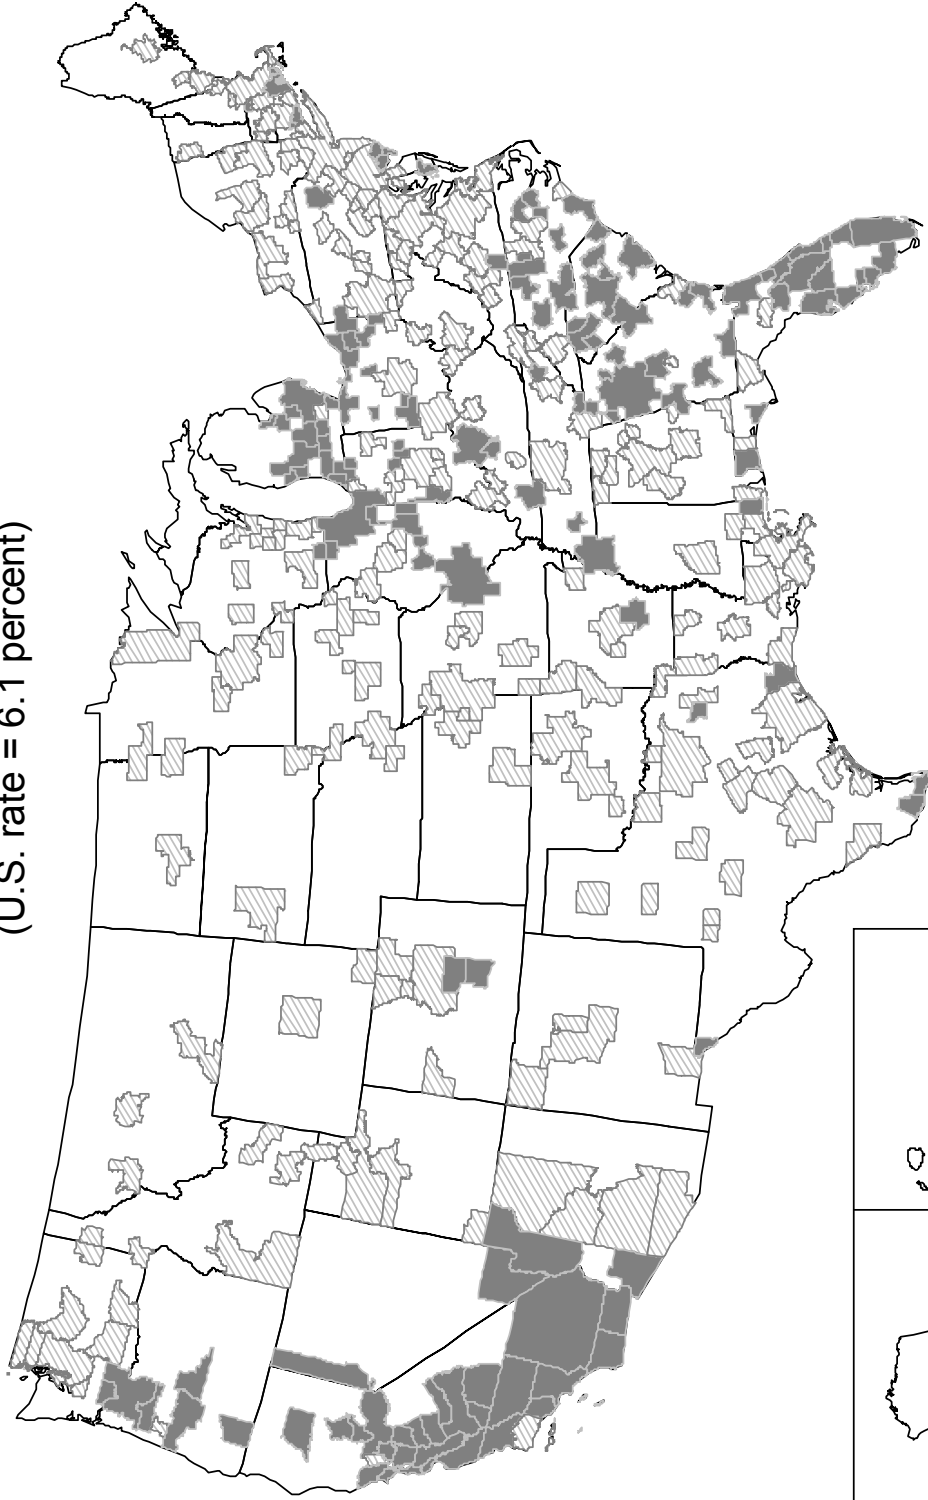 (U.S. rate = 6.1 percent)